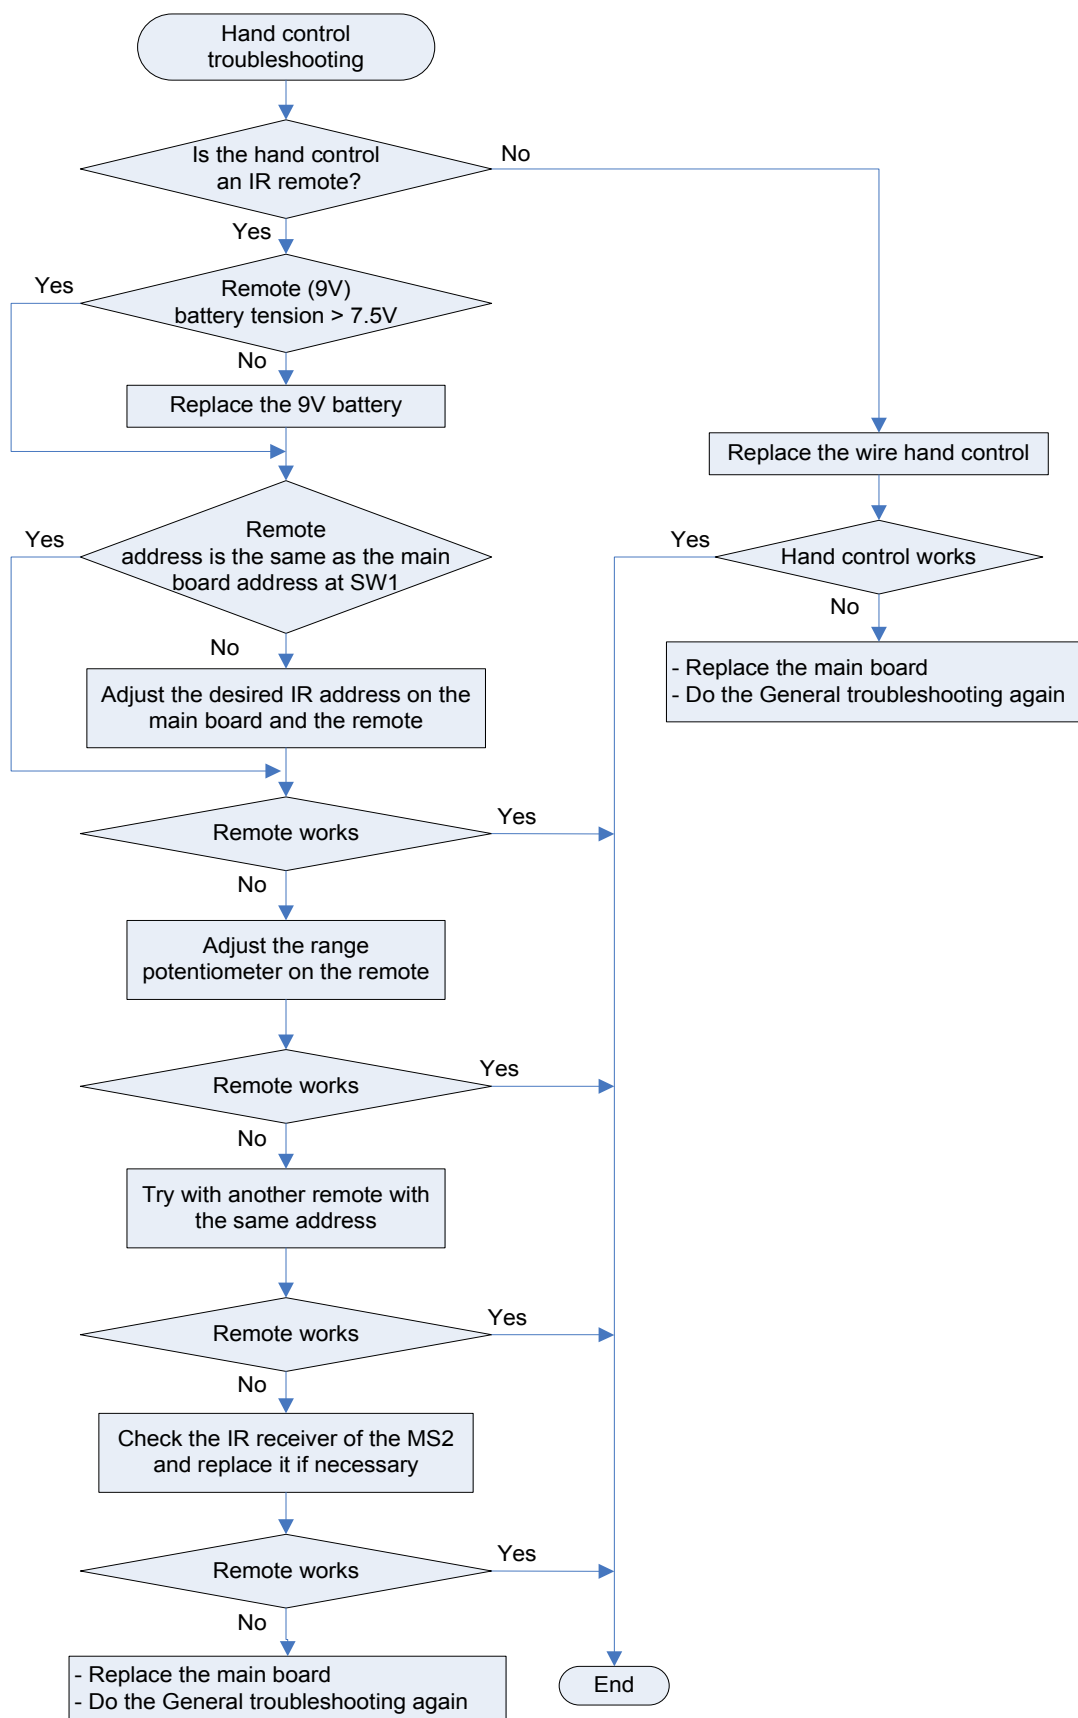 Hand control
troubleshooting
Is the hand control
an IR remote?
No
Yes
Yes
Remote (9V)
battery tension > 7.5V
No
Replace the 9V battery
Replace the wire hand control
Yes
Remote
address is the same as the main
board address at SW1
Yes
Hand control works
No
No
- Replace the main board
- Do the General troubleshooting again
Adjust the desired IR address on the
main board and the remote
Remote works
Yes
No
Adjust the range
potentiometer on the remote
Remote works
Yes
No
Try with another remote with
the same address
Remote works
Yes
No
Check the IR receiver of the MS2
and replace it if necessary
Remote works
Yes
No
- Replace the main board
- Do the General troubleshooting again
End